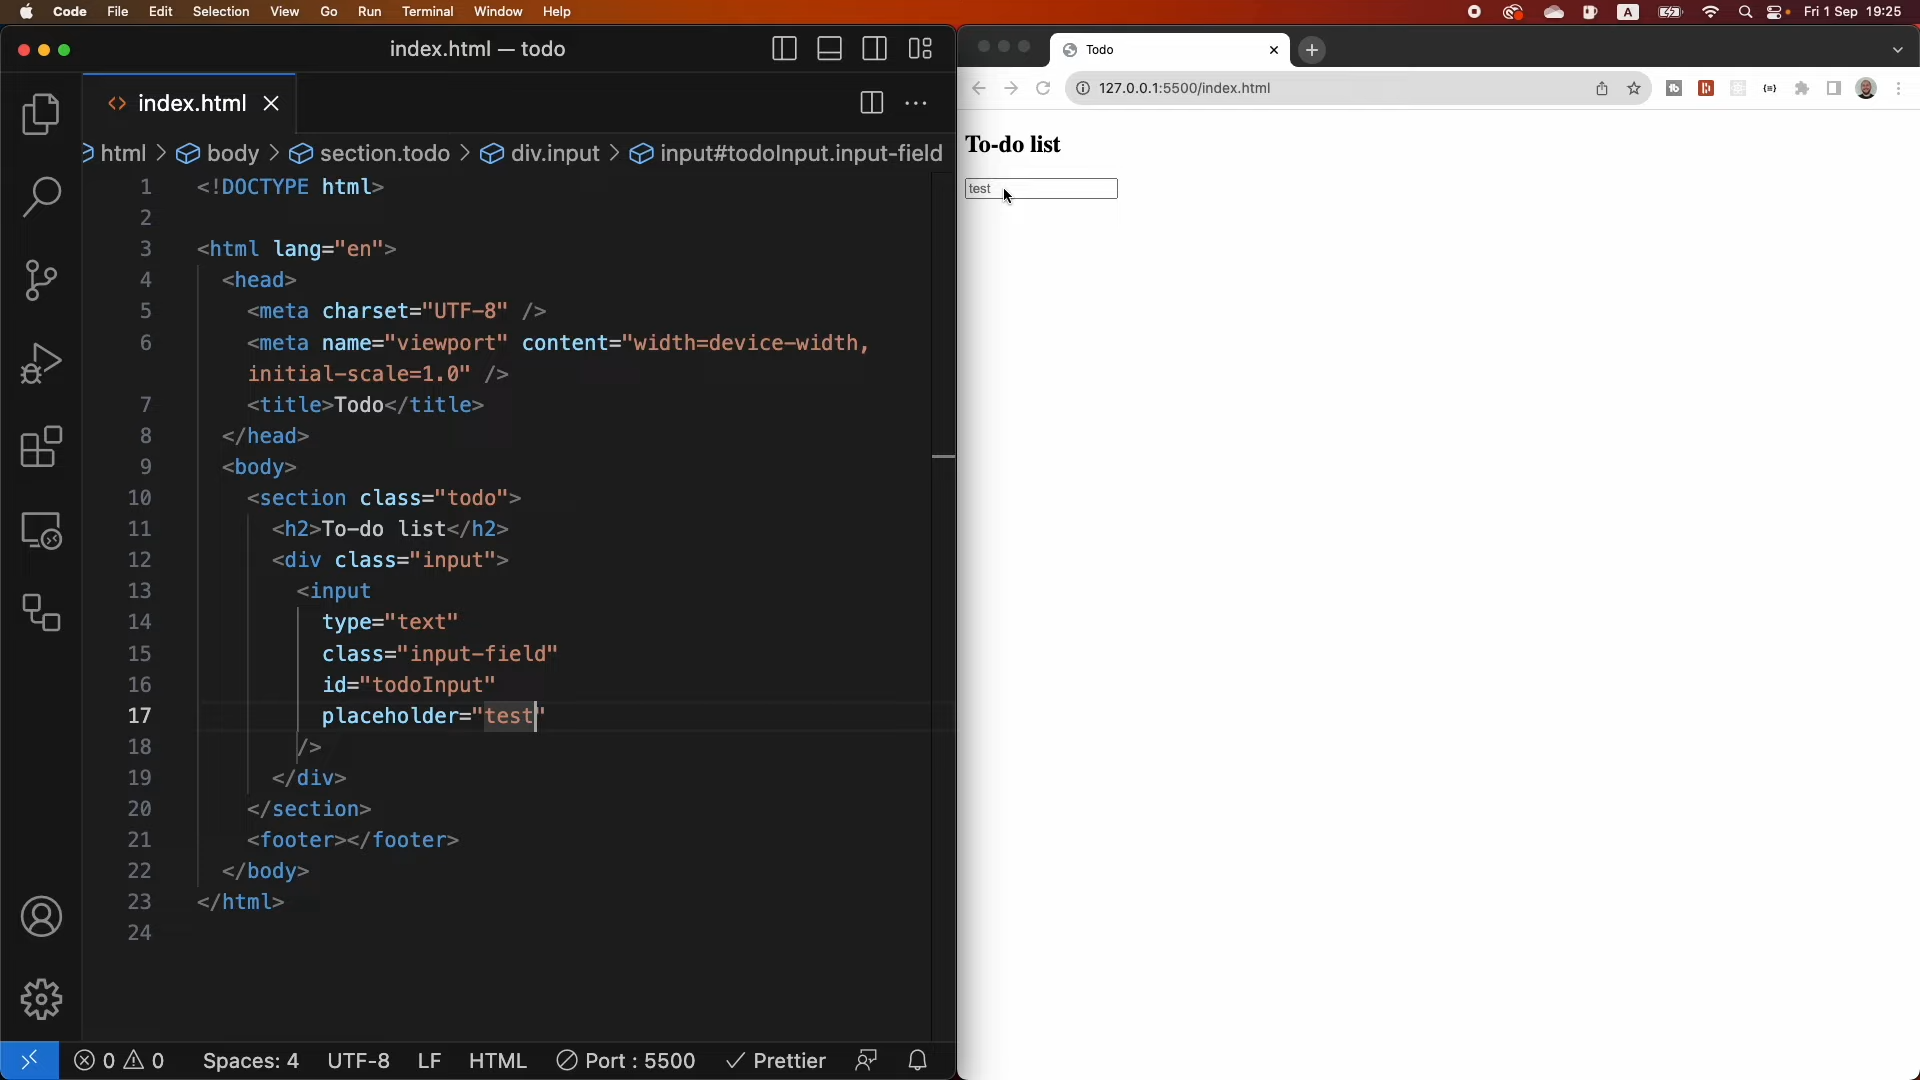 Code File Edit Selection View Go Run Terminal Window Help
A
Fri 1 Sep 19:25
index.html — todo
index.html
html > body > section.todo > div.input > input#todoInput.input-field
1 <!DOCTYPE html>
2
3 <html lang="en">
4 <head>
5 <meta charset="UTF-8" />
6 <meta name="viewport" content="width=device-width,
initial-scale=1.0" />
7 <title>Todo</title>
8 </head>
9 <body>
10 <section class="todo">
11 <h2>To-do list</h2>
12 <div class="input">
13 <input
14 type="text"
15 class="input-field"
16 id="todoInput"
17 placeholder="test"
18 />
19 </div>
20 </section>
21 <footer></footer>
22 </body>
23 </html>
24
0 0 Spaces: 4 UTF-8 LF HTML Port : 5500 Prettier
Todo
127.0.0.1:5500/index.html
To-do list
test